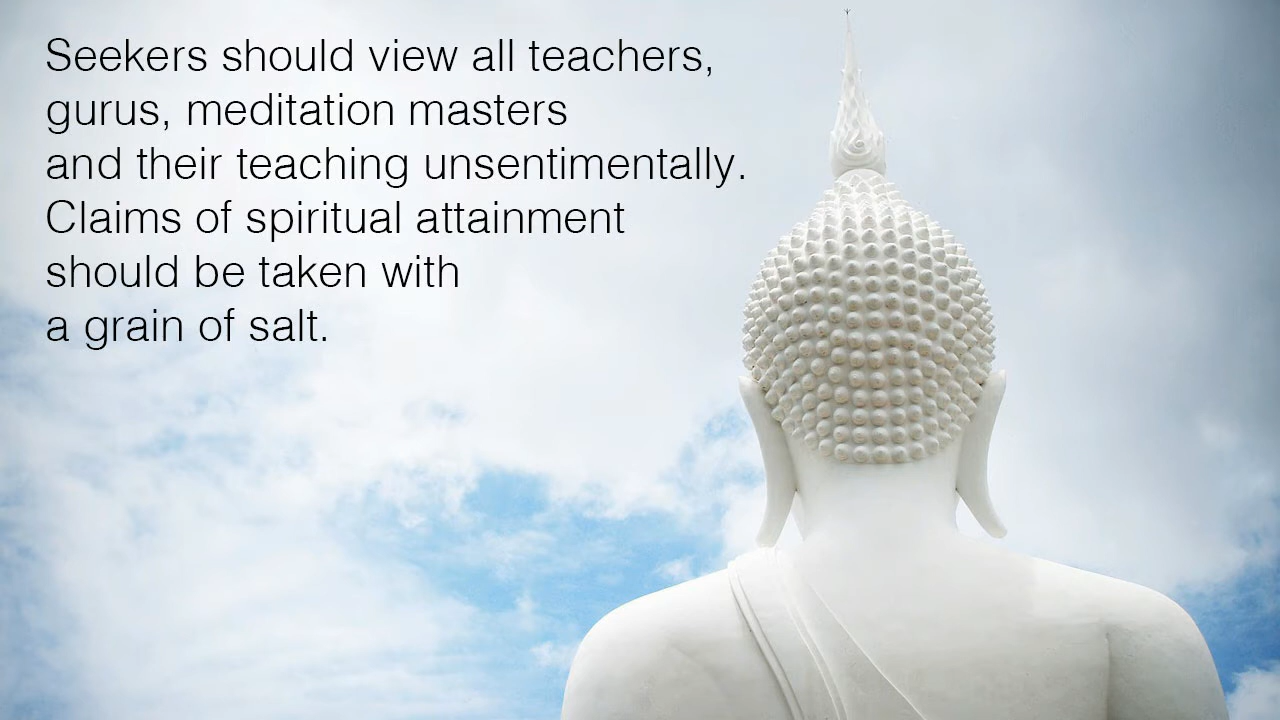 Seekers should view all teachers,
gurus, meditation masters
and their teaching unsentimentally.
Claims of spiritual attainment
should be taken with
a grain of salt.